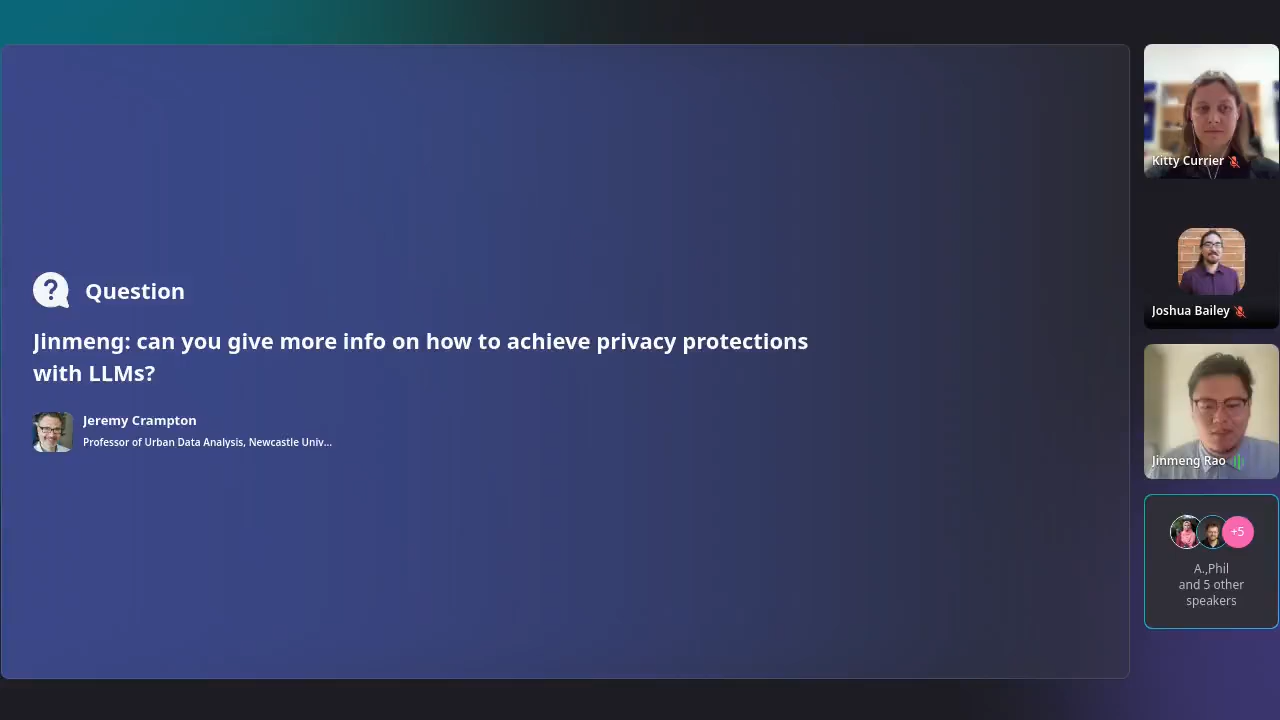 Question
Jinmeng: can you give more info on how to achieve privacy protections
with LLMs?
Jeremy Crampton
Professor of Urban Data Analysis, Newcastle Univ...
Kitty Currier
Joshua Bailey
Jinmeng Rao
+5
A.,Phil
and 5 other
speakers